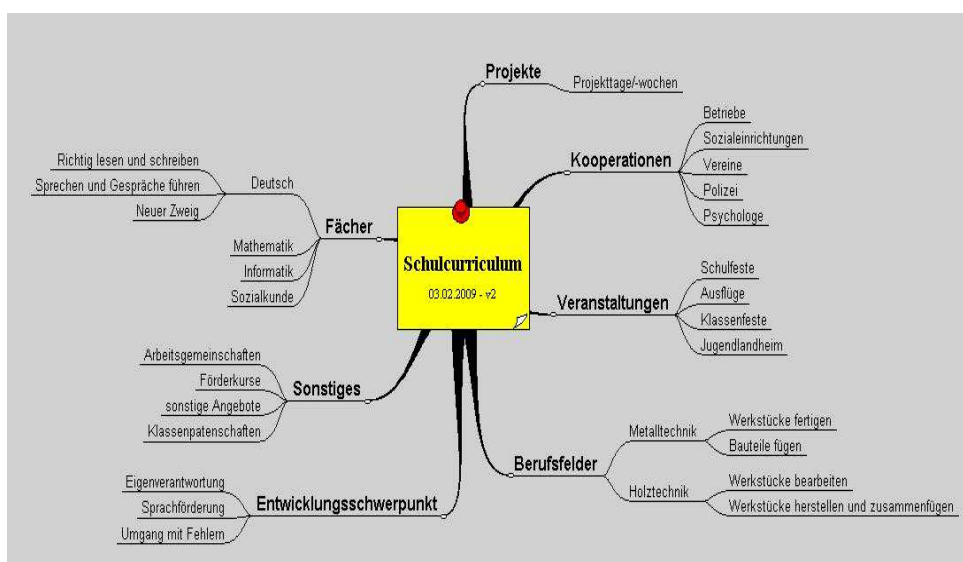 Schulcurriculum
03.02.2009 - v2
Projekte
Projekttage/-wochen
Kooperationen
Betriebe
Sozialeinrichtungen
Vereine
Polizei
Psychologe
Veranstaltungen
Schulfeste
Ausflüge
Klassenfeste
Jugendlandheim
Berufsfelder
Metalltechnik
Werkstücke fertigen
Bauteile fügen
Holztechnik
Werkstücke bearbeiten
Werkstücke herstellen und zusammenfügen
Fächer
Deutsch
Richtig lesen und schreiben
Sprechen und Gespräche führen
Neuer Zweig
Mathematik
Informatik
Sozialkunde
Sonstiges
Arbeitsgemeinschaften
Förderkurse
sonstige Angebote
Klassenpatenschaften
Entwicklungsschwerpunkt
Eigenverantwortung
Sprachförderung
Umgang mit Fehlern